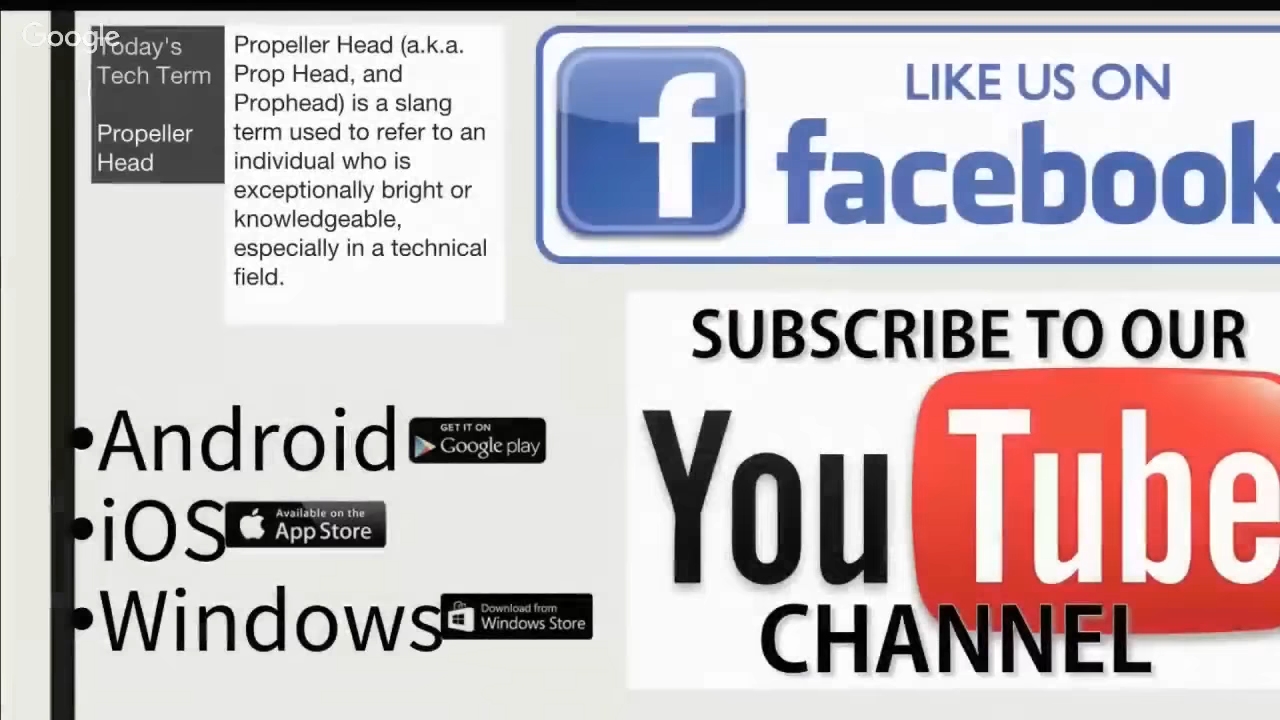 Google
Today's
Tech Term
Propeller
Head
Propeller Head (a.k.a.
Prop Head, and
Prophead) is a slang
term used to refer to an
individual who is
exceptionally bright or
knowledgeable,
especially in a technical
field.
LIKE US ON
facebook
SUBSCRIBE TO OUR
YouTube
CHANNEL
•Android
GET IT ON
Google play
•iOS
Available on the
App Store
•Windows
Download from
Windows Store